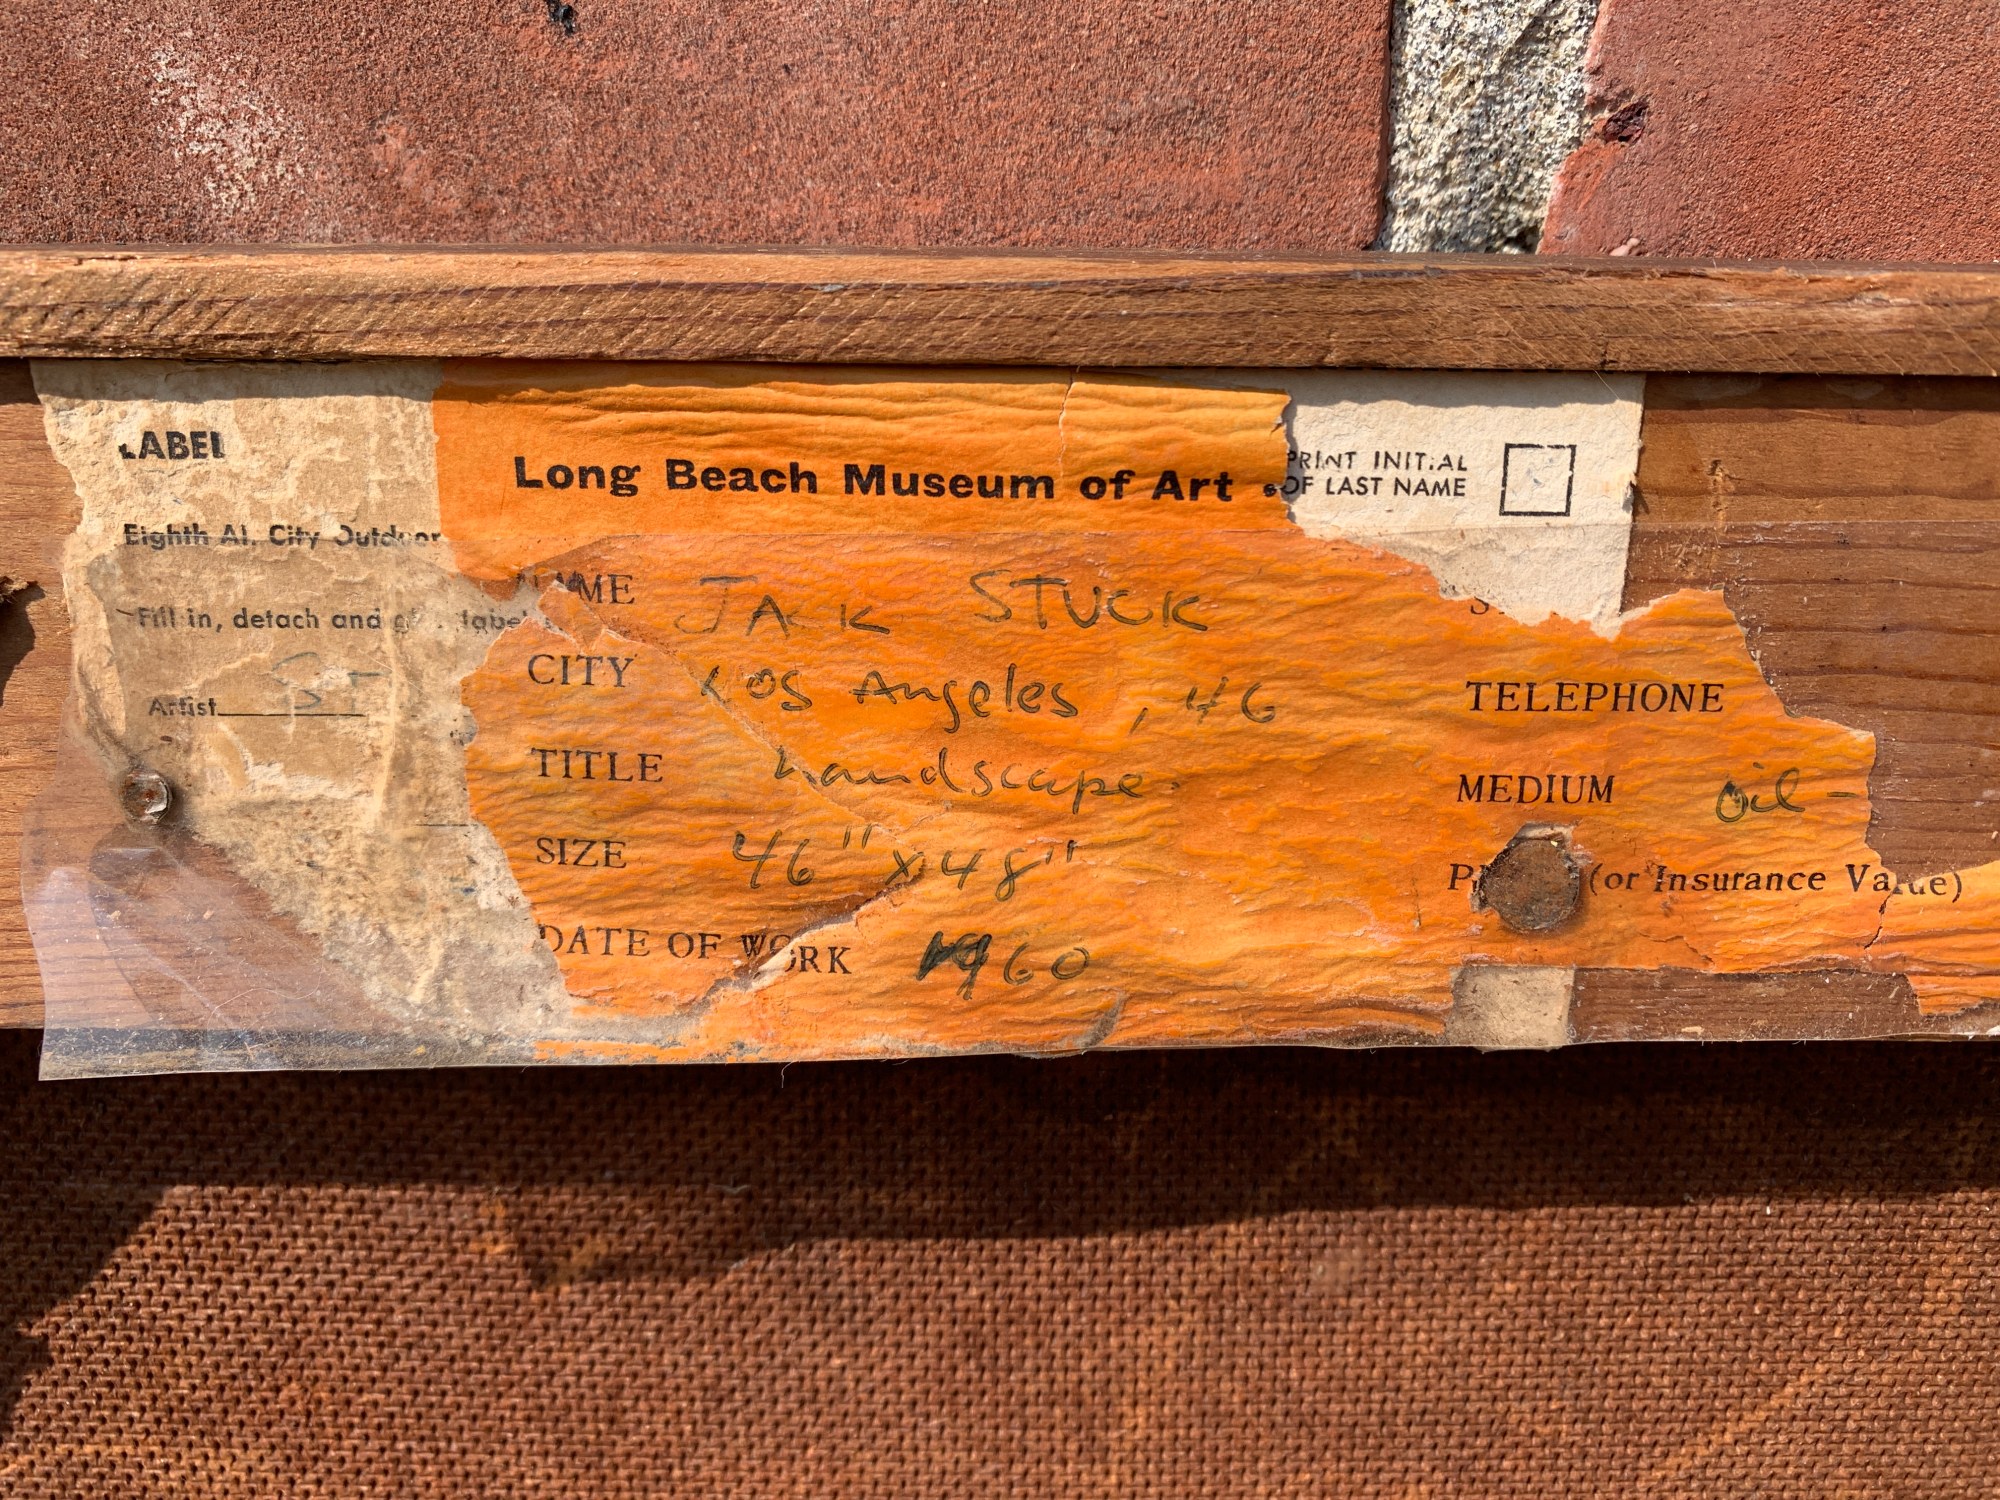 LABEL
Long Beach Museum of Art
PRINT INITIAL
OF LAST NAME
Eighth Al. City Outdoor
NAME JACK STUCK
Fill in, detach and label
CITY Los Angeles, 46
TELEPHONE
Artist ST
TITLE Landscape.
MEDIUM Oil -
SIZE 46" x 48"
(or Insurance Value)
DATE OF WORK 1960